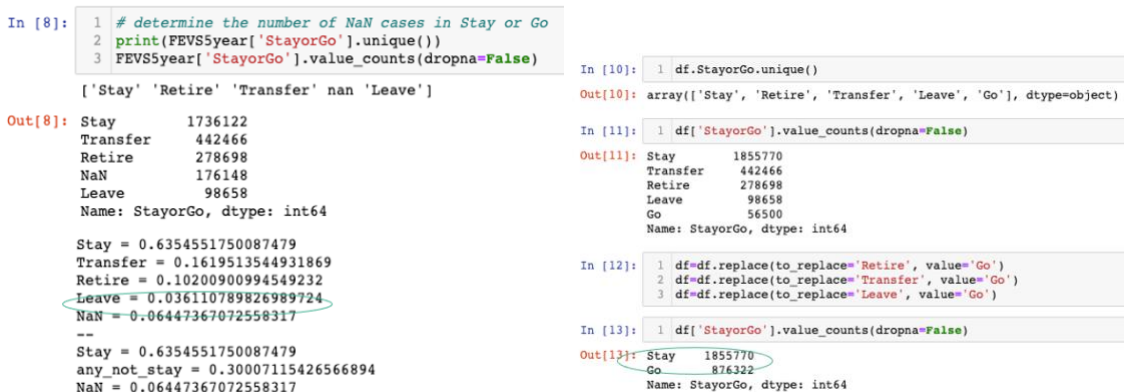 In [8]:
1 # determine the number of NaN cases in Stay or Go
2 print(FEVS5year['StayorGo'].unique())
3 FEVS5year['StayorGo'].value_counts(dropna=False)
['Stay' 'Retire' 'Transfer' nan 'Leave']
Out[8]: Stay 1736122
Transfer 442466
Retire 278698
NaN 176148
Leave 98658
Name: StayorGo, dtype: int64
Stay = 0.6354551750087479
Transfer = 0.1619513544931869
Retire = 0.10200900994549232
Leave = 0.036110789826989724
NaN = 0.06447367072558317
--
Stay = 0.6354551750087479
any_not_stay = 0.30007115426566894
NaN = 0.06447367072558317
In [10]: 1 df.StayorGo.unique()
Out[10]: array(['Stay', 'Retire', 'Transfer', 'Leave', 'Go'], dtype=object)
In [11]: 1 df['StayorGo'].value_counts(dropna=False)
Out[11]: Stay 1855770
Transfer 442466
Retire 278698
Leave 98658
Go 56500
Name: StayorGo, dtype: int64
In [12]: 1 df=df.replace(to_replace='Retire', value='Go')
2 df=df.replace(to_replace='Transfer', value='Go')
3 df=df.replace(to_replace='Leave', value='Go')
In [13]: 1 df['StayorGo'].value_counts(dropna=False)
Out[13]: Stay 1855770
Go 876322
Name: StayorGo, dtype: int64